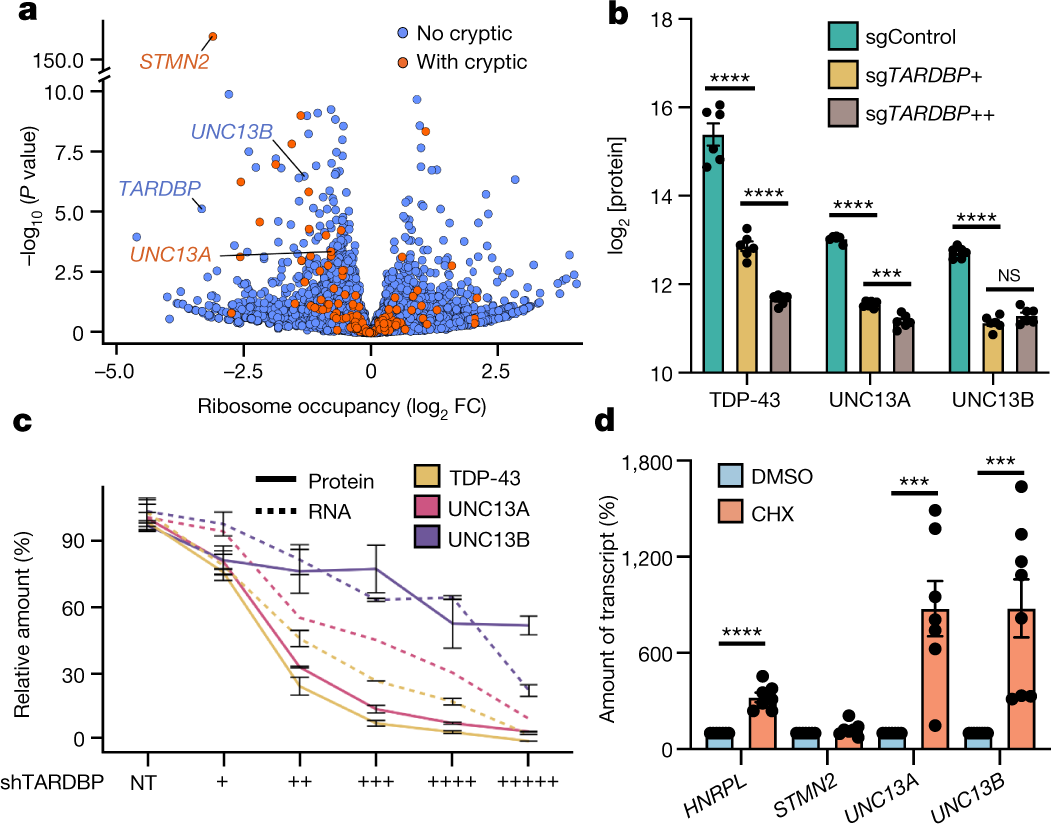 a
No cryptic
With cryptic
STMN2
UNC13B
TARDBP
UNC13A
150.0
10.0
7.5
5.0
2.5
0
–log10 (P value)
–5.0
–2.5
0
2.5
Ribosome occupancy (log2 FC)
b
sgControl
sgTARDBP+
sgTARDBP++
18
16
14
12
10
log2 [protein]
****
****
****
***
****
NS
TDP-43
UNC13A
UNC13B
c
Protein
RNA
TDP-43
UNC13A
UNC13B
90
60
30
0
Relative amount (%)
shTARDBP
NT
+
++
+++
++++
+++++
d
DMSO
CHX
1,800
1,200
600
0
Amount of transcript (%)
****
***
***
HNRPL
STMN2
UNC13A
UNC13B